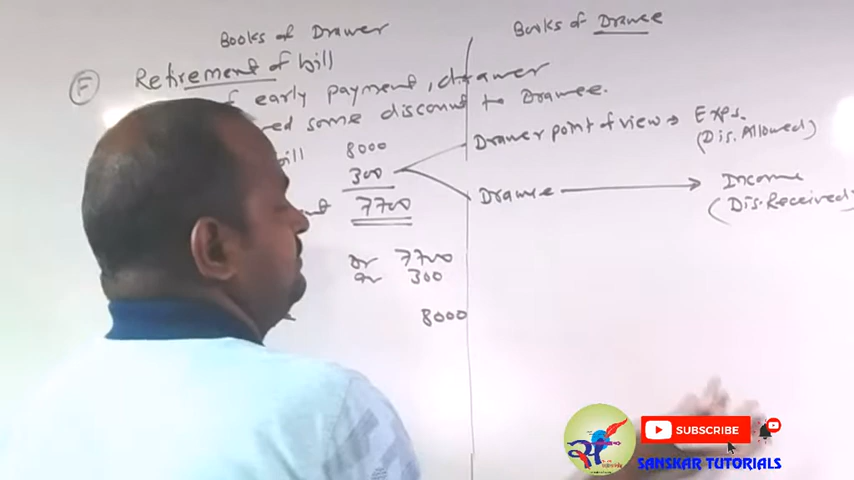 Books of Drawer
Books of Drawee
F Retirement of bill
of early payment, drawer
some discount to Drawee.
bill 8000
300
7700
Drawer point of view → Exps.
(Dis. Allowed)
Drawee → Income
(Dis. Received)
Dr 7700
Dr 300
8000
SUBSCRIBE
SANSKAR TUTORIALS